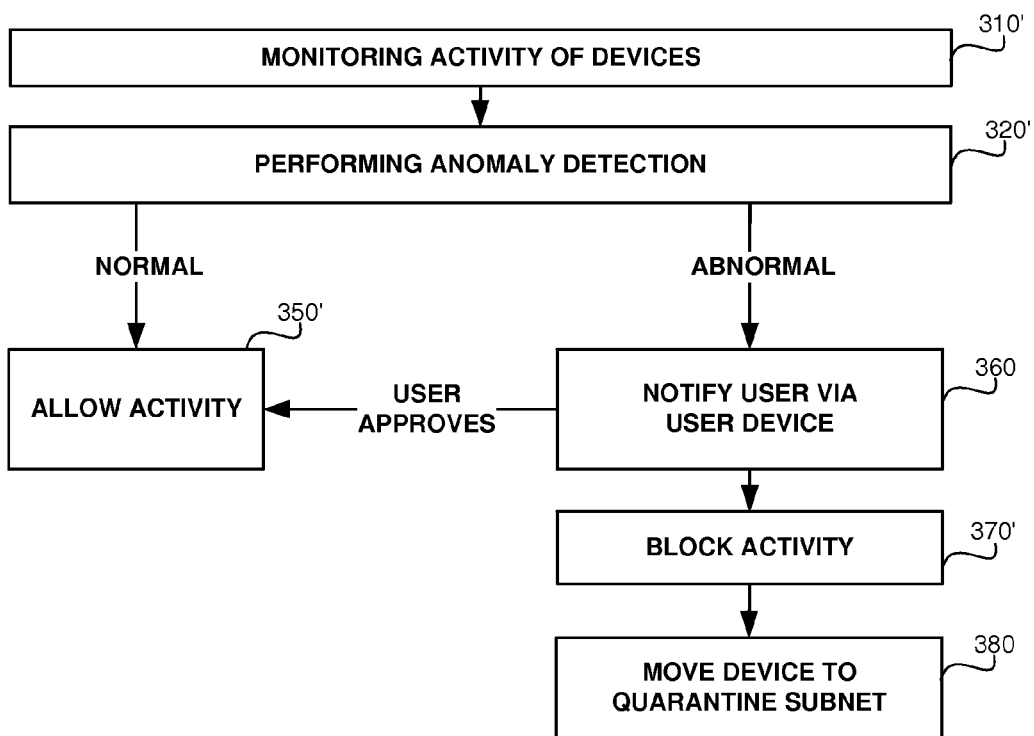 310'
MONITORING ACTIVITY OF DEVICES
320'
PERFORMING ANOMALY DETECTION
NORMAL
ABNORMAL
350'
ALLOW ACTIVITY
USER
APPROVES
360
NOTIFY USER VIA
USER DEVICE
370'
BLOCK ACTIVITY
380
MOVE DEVICE TO
QUARANTINE SUBNET